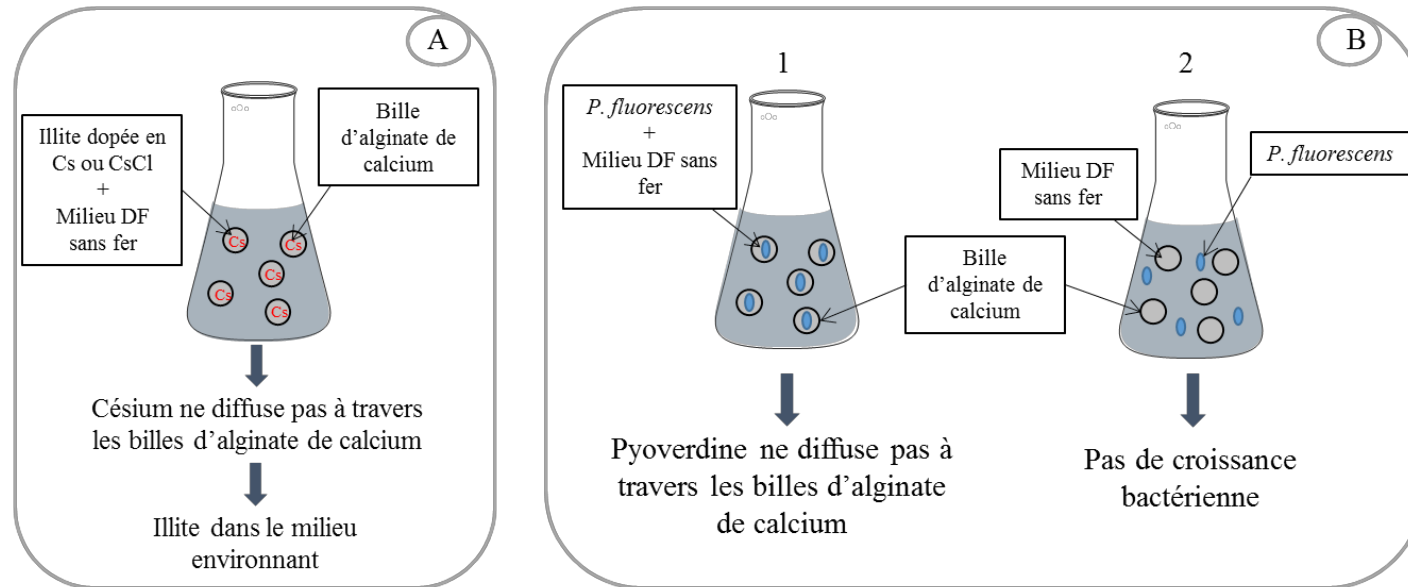 A
Illite dopée en
Cs ou CsCl
+
Milieu DF
sans fer
Bille
d’alginate de
calcium
Cs
Cs
Cs
Cs
Cs
Césium ne diffuse pas à travers
les billes d’alginate de calcium
Illite dans le milieu
environnant
B
1
P. fluorescens
+
Milieu DF sans
fer
Bille
d’alginate de
calcium
Pyoverdine ne diffuse pas à
travers les billes d’alginate
de calcium
2
Milieu DF
sans fer
P. fluorescens
Pas de croissance
bactérienne